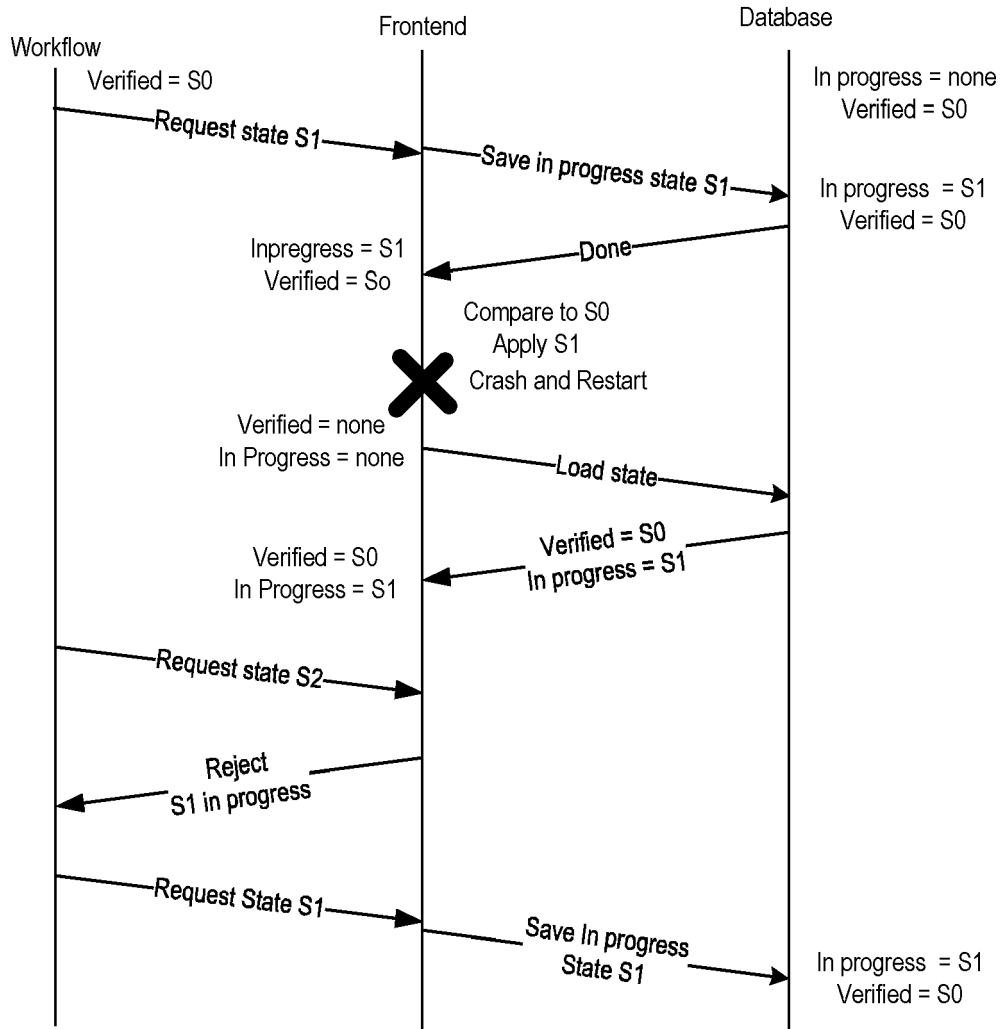 Workflow
Frontend
Database
Verified = S0
In progress = none
Verified = S0
Request state S1
Save in progress state S1
In progress  = S1
Verified = S0
Done
Inpregress = S1
Verified = So
Compare to S0
Apply S1
Crash and Restart
Verified = none
In Progress = none
Load state
Verified = S0
In progress = S1
Verified = S0
In Progress = S1
Request state S2
Reject
S1 in progress
Request State S1
Save In progress
State S1
In progress  = S1
Verified = S0